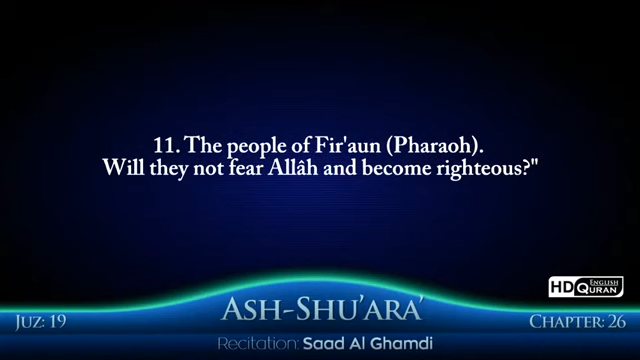 11. The people of Fir'aun (Pharaoh).
Will they not fear Allâh and become righteous?"
HD ENGLISH QURAN
ASH-SHU'ARA'
JUZ: 19
CHAPTER: 26
Recitation: Saad Al Ghamdi